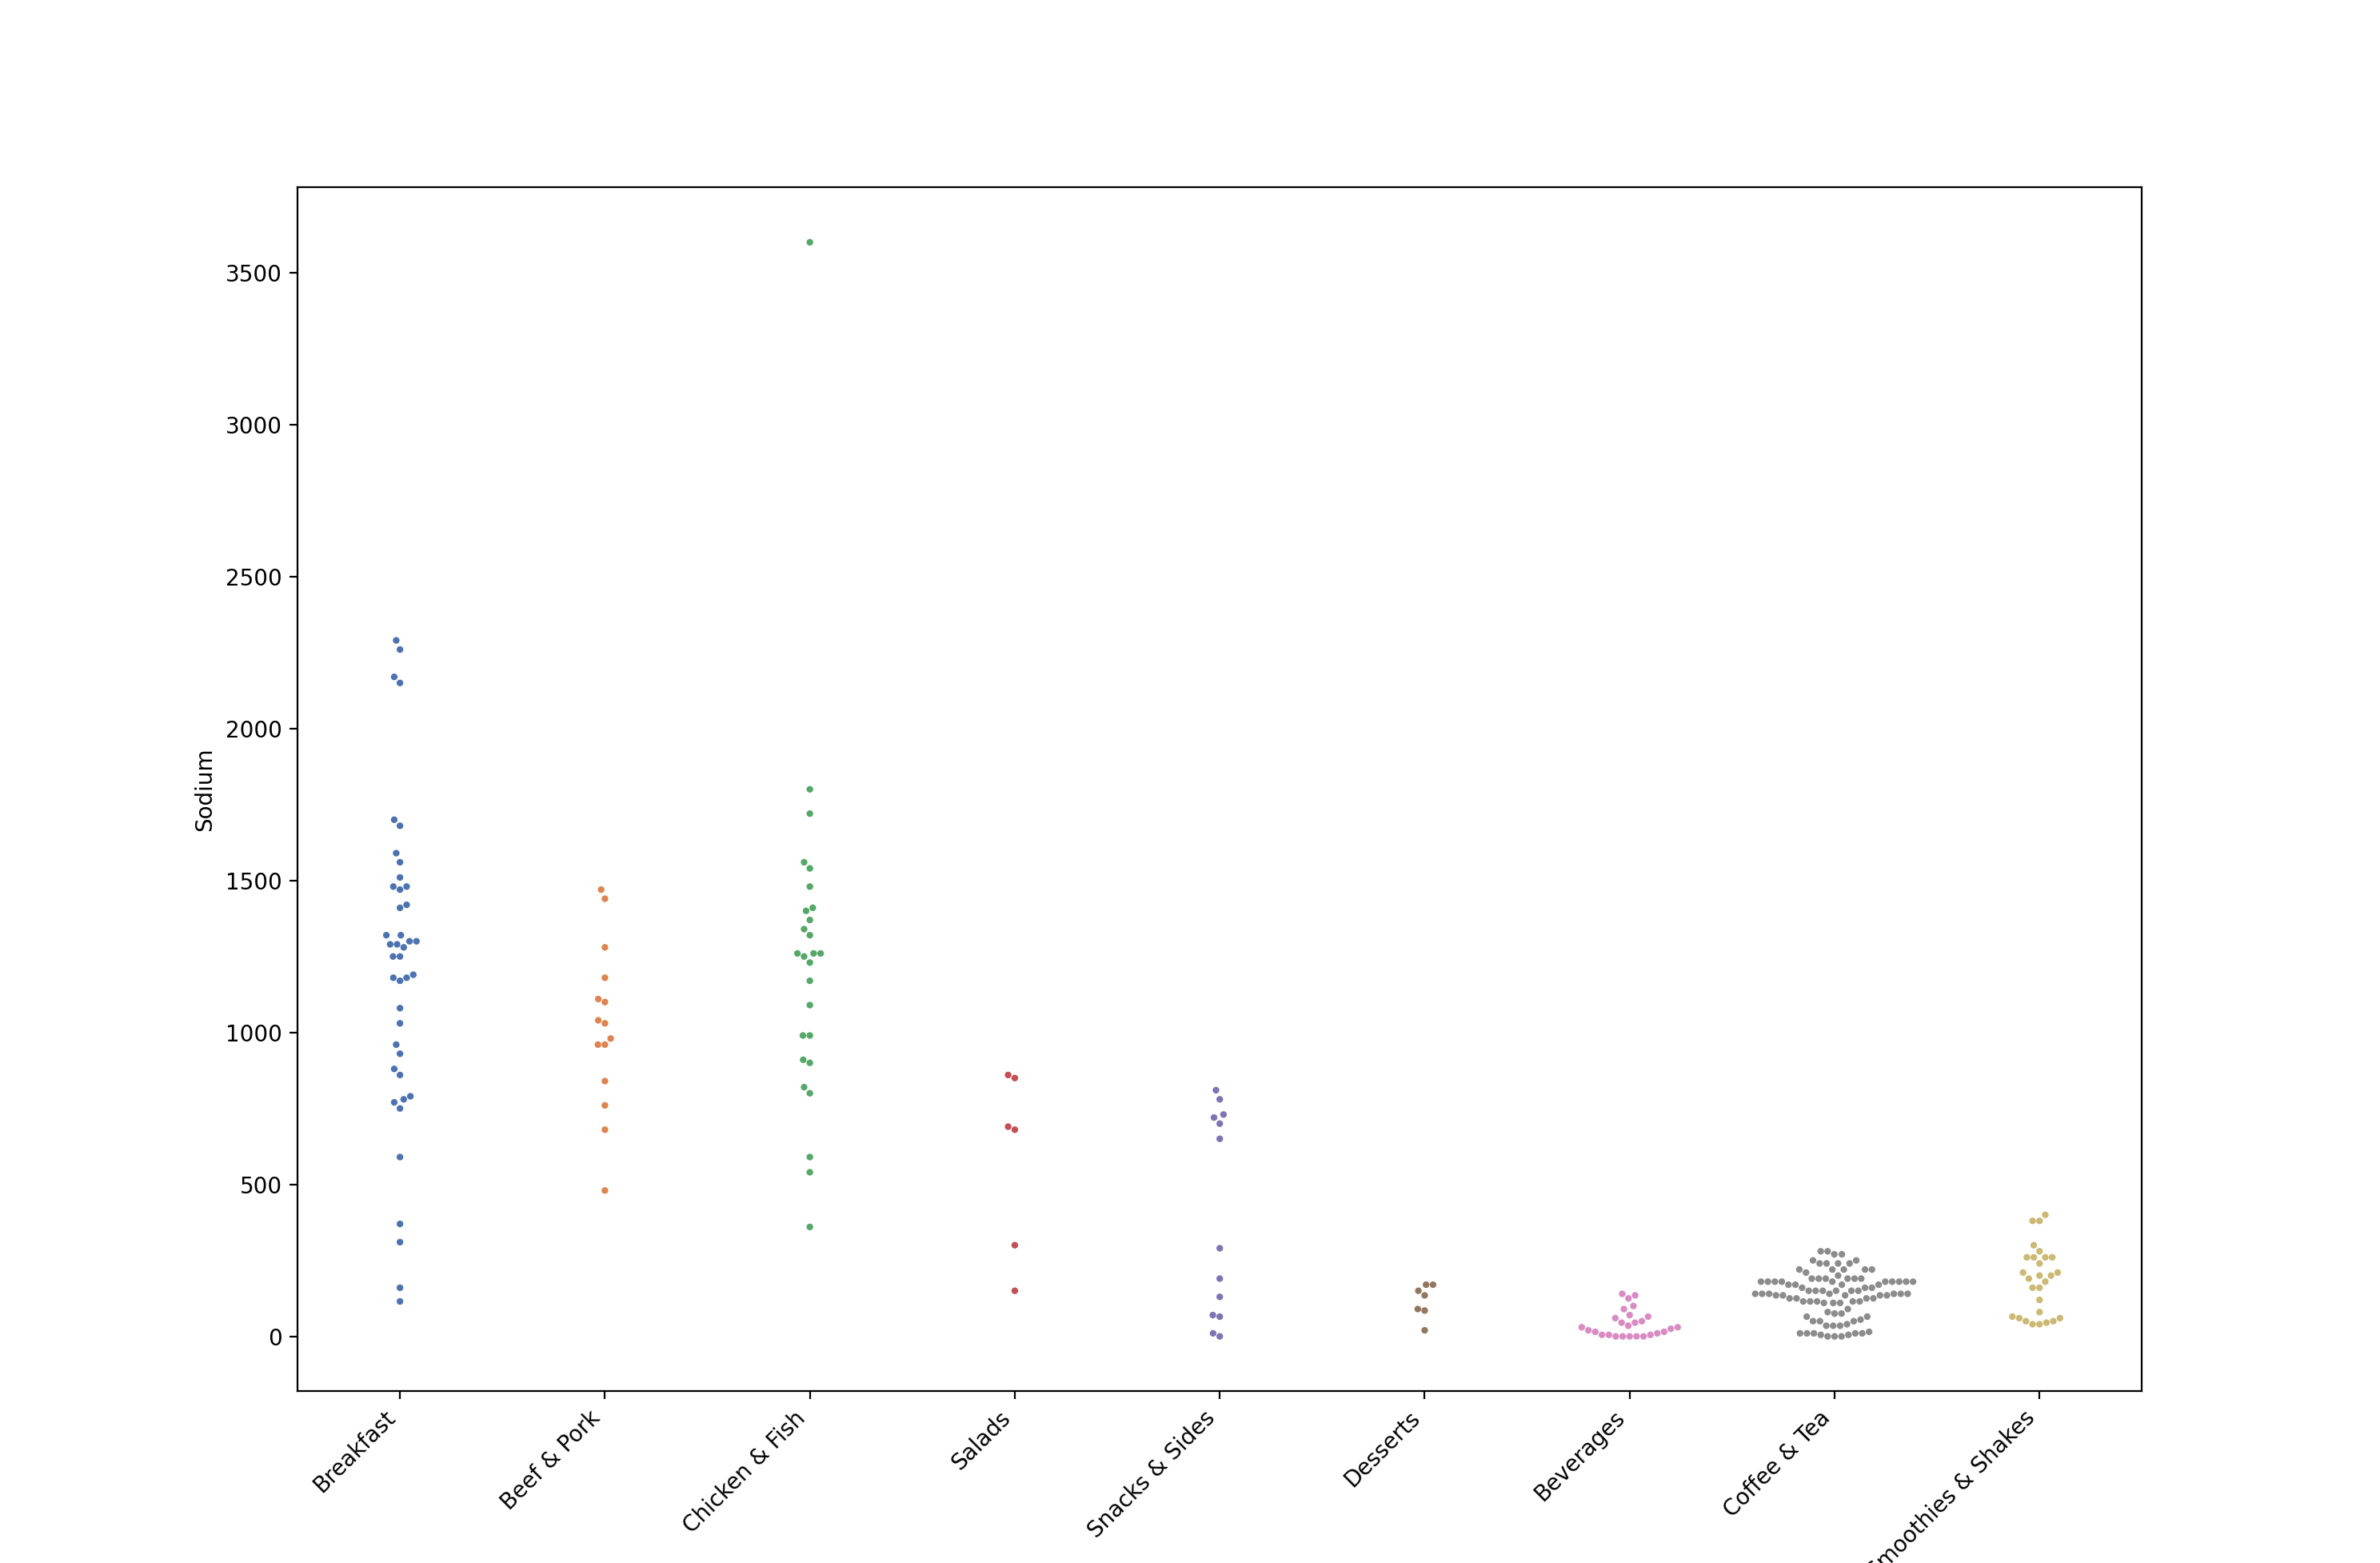 3500
3000
2500
2000
1500
1000
500
0
Sodium
Breakfast
Beef & Pork
Chicken & Fish
Salads
Snacks & Sides
Desserts
Beverages
Coffee & Tea
& Shakes